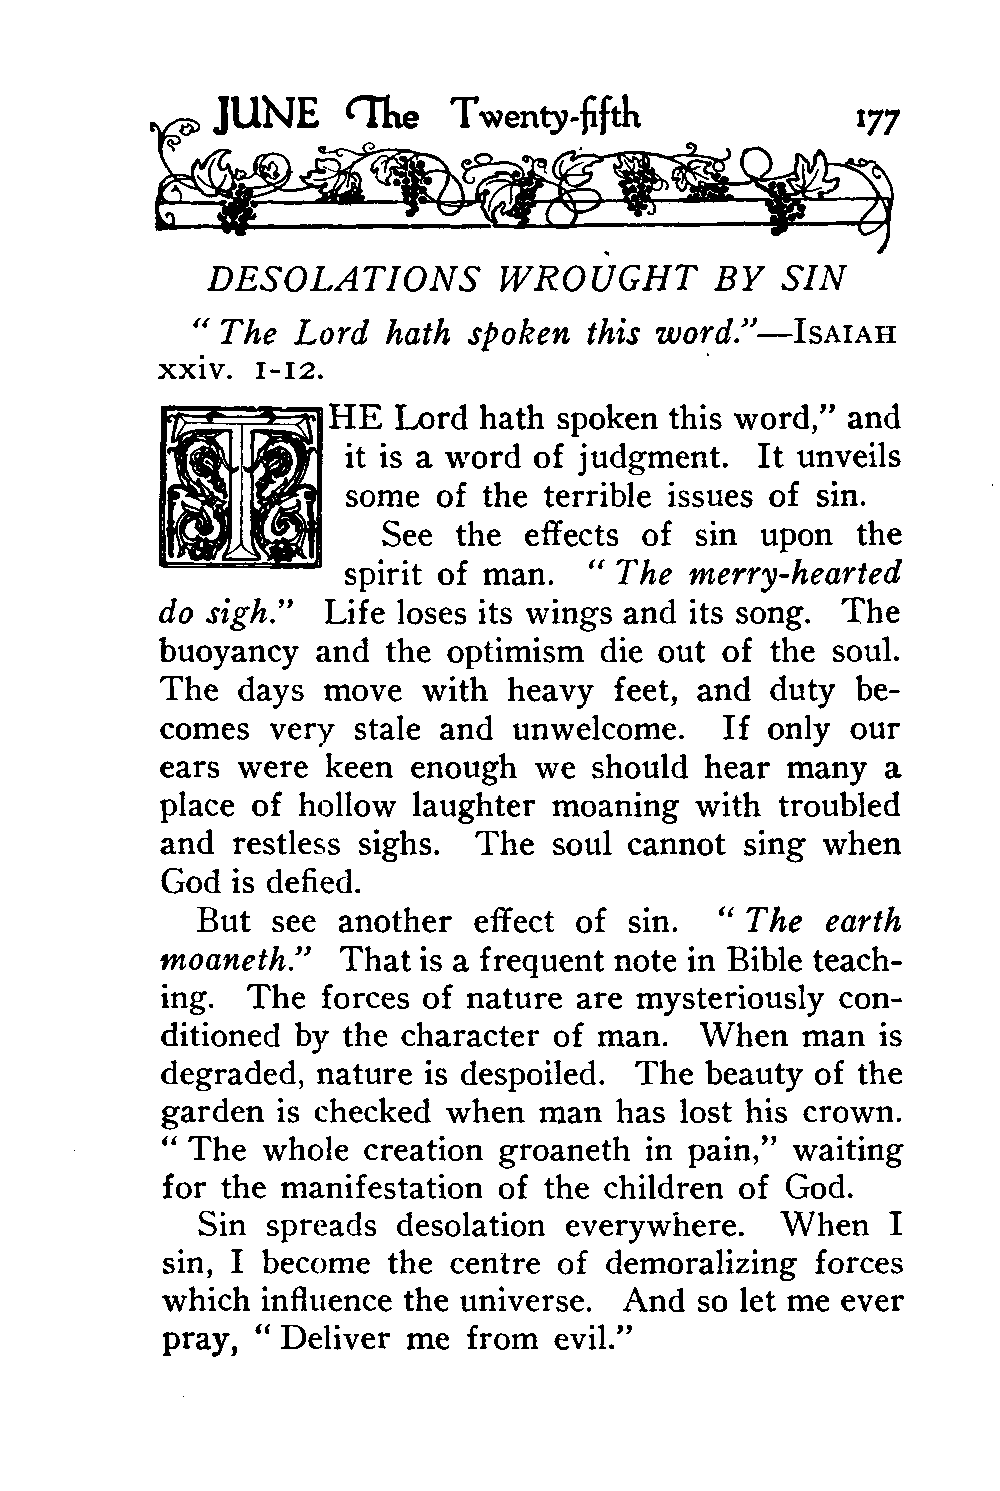 JUNE The Twenty-fifth 177
DESOLATIONS WROUGHT BY SIN
" The Lord hath spoken this word."—ISAIAH
xxiv. 1-12.
THE Lord hath spoken this word," and
it is a word of judgment. It unveils
some of the terrible issues of sin.
See the effects of sin upon the
spirit of man. " The merry-hearted
do sigh." Life loses its wings and its song. The
buoyancy and the optimism die out of the soul.
The days move with heavy feet, and duty be-
comes very stale and unwelcome. If only our
ears were keen enough we should hear many a
place of hollow laughter moaning with troubled
and restless sighs. The soul cannot sing when
God is defied.
But see another effect of sin. " The earth
moaneth." That is a frequent note in Bible teach-
ing. The forces of nature are mysteriously con-
ditioned by the character of man. When man is
degraded, nature is despoiled. The beauty of the
garden is checked when man has lost his crown.
" The whole creation groaneth in pain," waiting
for the manifestation of the children of God.
Sin spreads desolation everywhere. When I
sin, I become the centre of demoralizing forces
which influence the universe. And so let me ever
pray, " Deliver me from evil."